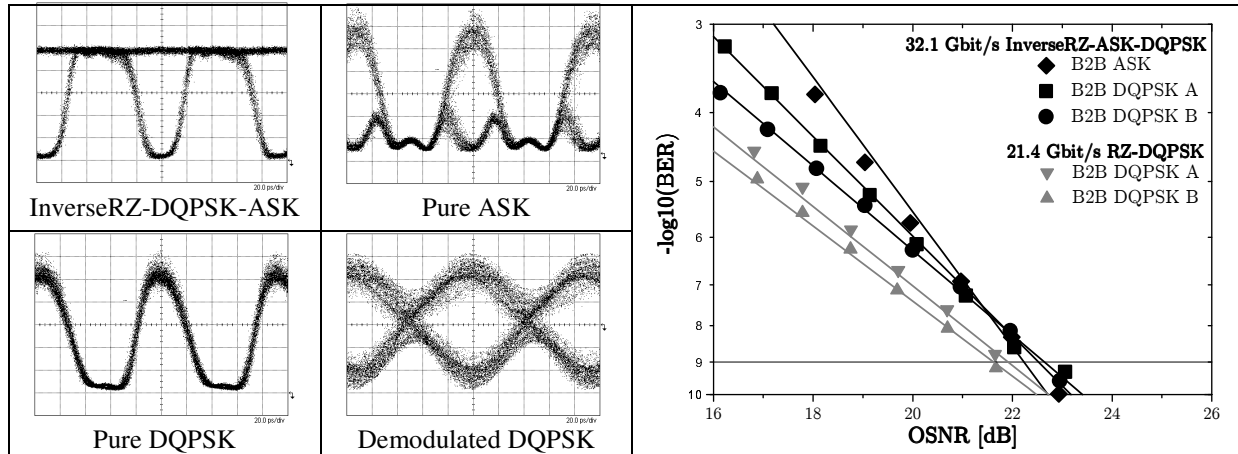 20.0 ps/div
InverseRZ-DQPSK-ASK
20.0 ps/div
Pure ASK
20.0 ps/div
Pure DQPSK
20.0 ps/div
Demodulated DQPSK
3
4
5
6
7
8
9
10
-log10(BER)
32.1 Gbit/s InverseRZ-ASK-DQPSK
B2B ASK
B2B DQPSK A
B2B DQPSK B
21.4 Gbit/s RZ-DQPSK
B2B DQPSK A
B2B DQPSK B
16 18 20 22 24 26
OSNR [dB]